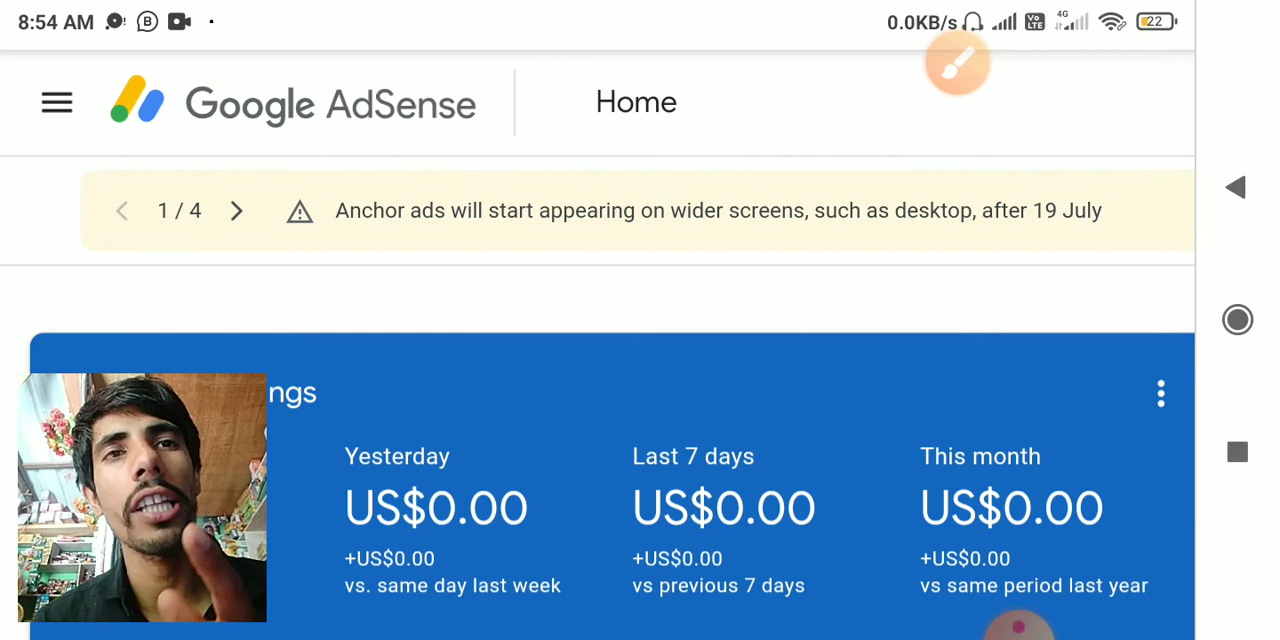 8:54 AM
0.0KB/s
4G
Vo
LTE
22
Google AdSense
Home
1 / 4
Anchor ads will start appearing on wider screens, such as desktop, after 19 July
ngs
Yesterday
Last 7 days
This month
US$0.00
US$0.00
US$0.00
+US$0.00
+US$0.00
+US$0.00
vs. same day last week
vs previous 7 days
vs same period last year